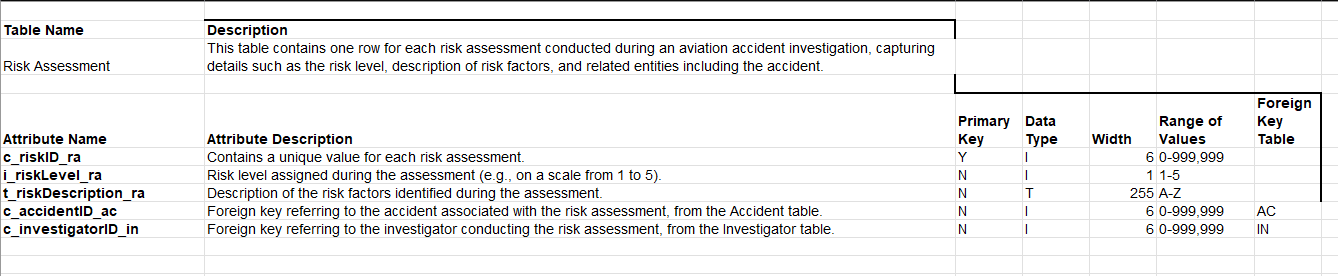 Table Name Description
This table contains one row for each risk assessment conducted during an aviation accident investigation, capturing
Risk Assessment details such as the risk level, description of risk factors, and related entities including the accident.
Foreign
Primary Data Range of Key
Attribute Name Attribute Description Key Type Width Values Table
c_riskID_ra Contains a unique value for each risk assessment. Y I 6 0-999,999
i_riskLevel_ra Risk level assigned during the assessment (e.g., on a scale from 1 to 5). N I 1 1-5
t_riskDescription_ra Description of the risk factors identified during the assessment. N T 255 A-Z
c_accidentID_ac Foreign key referring to the accident associated with the risk assessment, from the Accident table. N I 6 0-999,999 AC
c_investigatorID_in Foreign key referring to the investigator conducting the risk assessment, from the Investigator table. N I 6 0-999,999 IN